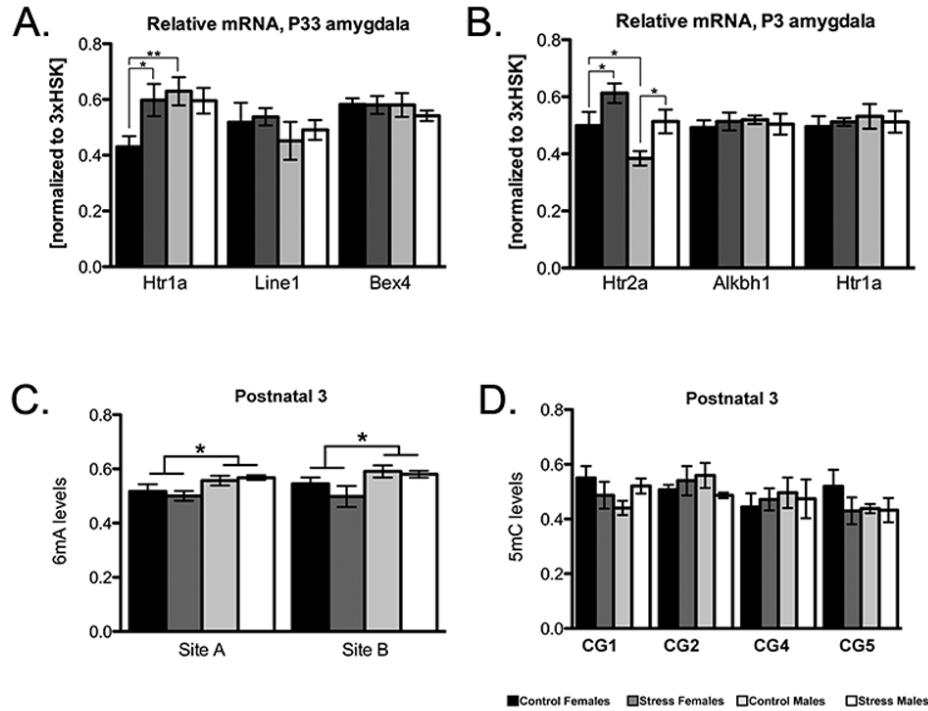 A.
Relative mRNA, P33 amygdala
[normalized to 3xHSK]
0.8
0.6
0.4
0.2
0.0
**
*
Htr1a Line1 Bex4
B.
Relative mRNA, P3 amygdala
[normalized to 3xHSK]
0.8
0.6
0.4
0.2
0.0
*
*
*
Htr2a Alkbh1 Htr1a
C.
Postnatal 3
6mA levels
0.8
0.6
0.4
0.2
0.0
*
*
Site A Site B
D.
Postnatal 3
5mC levels
0.8
0.6
0.4
0.2
0.0
CG1 CG2 CG4 CG5
Control Females Stress Females Control Males Stress Males